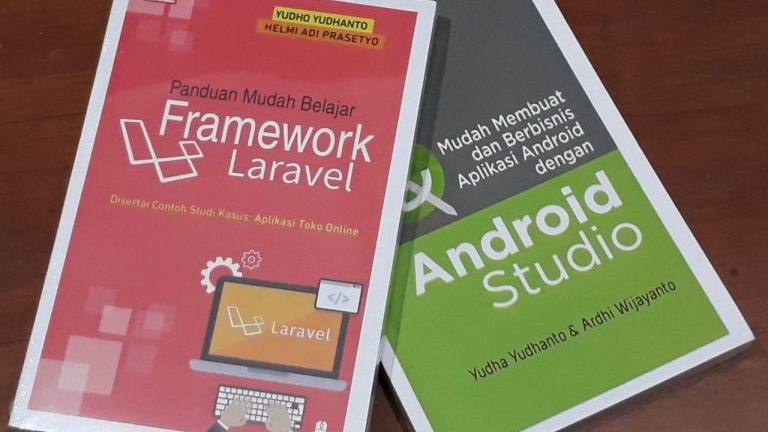 YUDHO YUDHANTO
HELMI ADI PRASETYO
Panduan Mudah Belajar
Framework
Laravel
Disertai Contoh Studi Kasus: Aplikasi Toko Online
</>
Laravel
Mudah Membuat
dan Berbisnis
Aplikasi Android
dengan
Android
Studio
Yudha Yudhanto & Ardhi Wijayanto